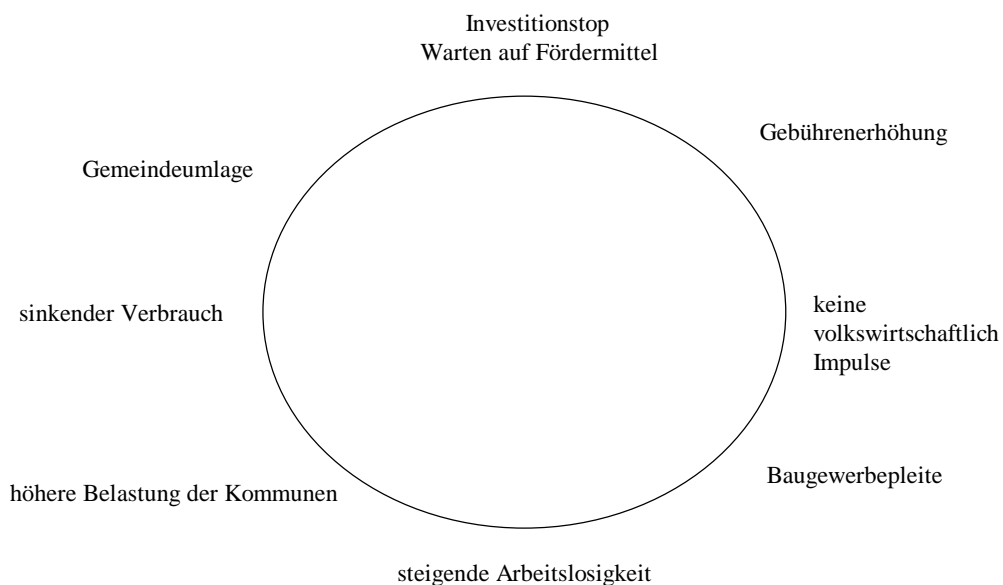 Investitionstop
Warten auf Fördermittel
Gebührenerhöhung
Gemeindeumlage
sinkender Verbrauch
keine
volkswirtschaftlich
Impulse
Baugewerbepleite
höhere Belastung der Kommunen
steigende Arbeitslosigkeit